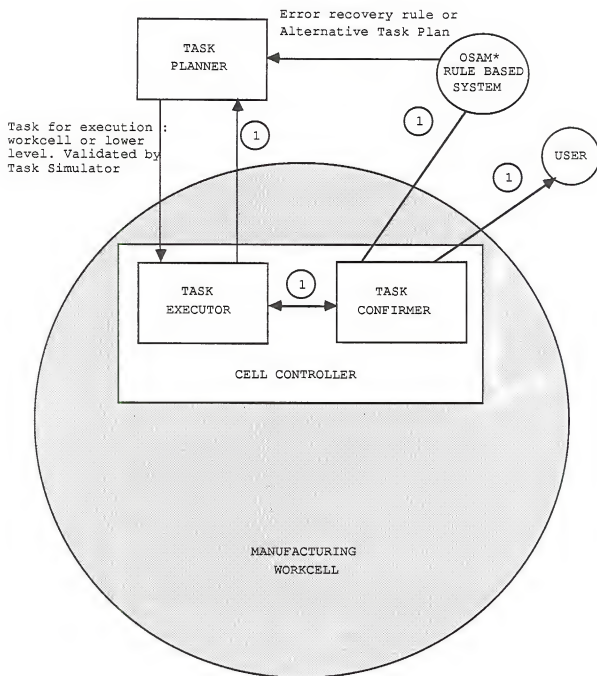 Error recovery rule or
Alternative Task Plan
TASK
PLANNER
OSAM*
RULE BASED
SYSTEM
Task for execution :
workcell or lower
level. Validated by
Task Simulator
1
1
USER
1
TASK
EXECUTOR
1
TASK
CONFIRMER
CELL CONTROLLER
MANUFACTURING
WORKCELL